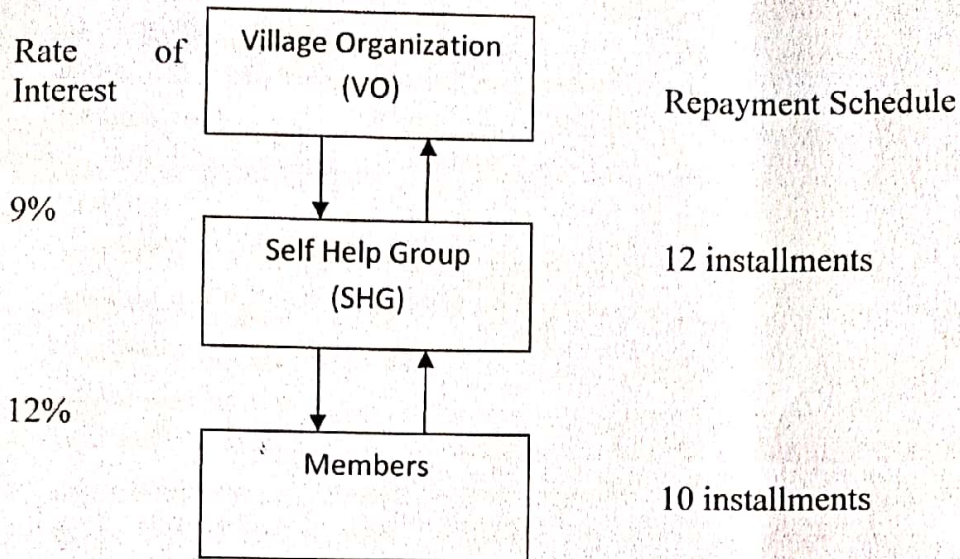 Rate of
Interest
Village Organization
(VO)
Repayment Schedule
9%
Self Help Group
(SHG)
12 installments
12%
Members
10 installments